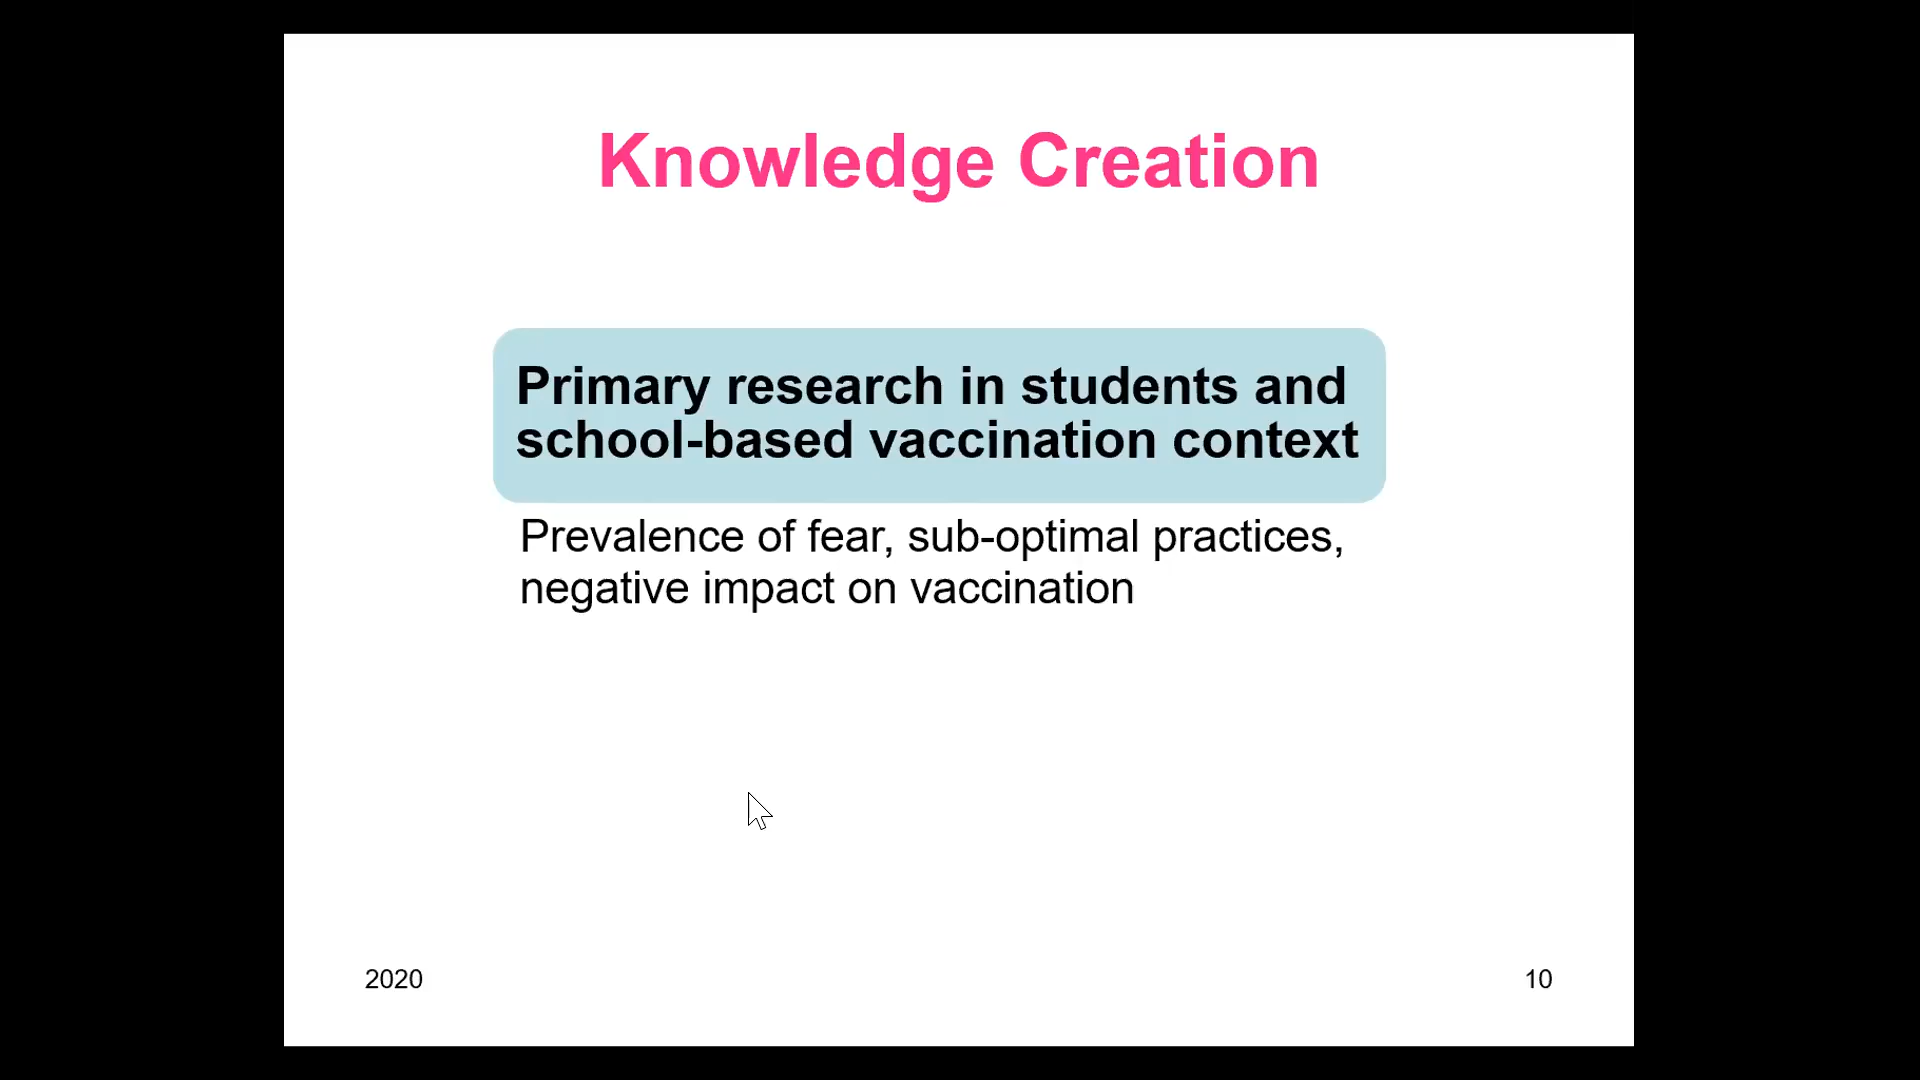 Knowledge Creation
Primary research in students and
school-based vaccination context
Prevalence of fear, sub-optimal practices,
negative impact on vaccination
2020
10